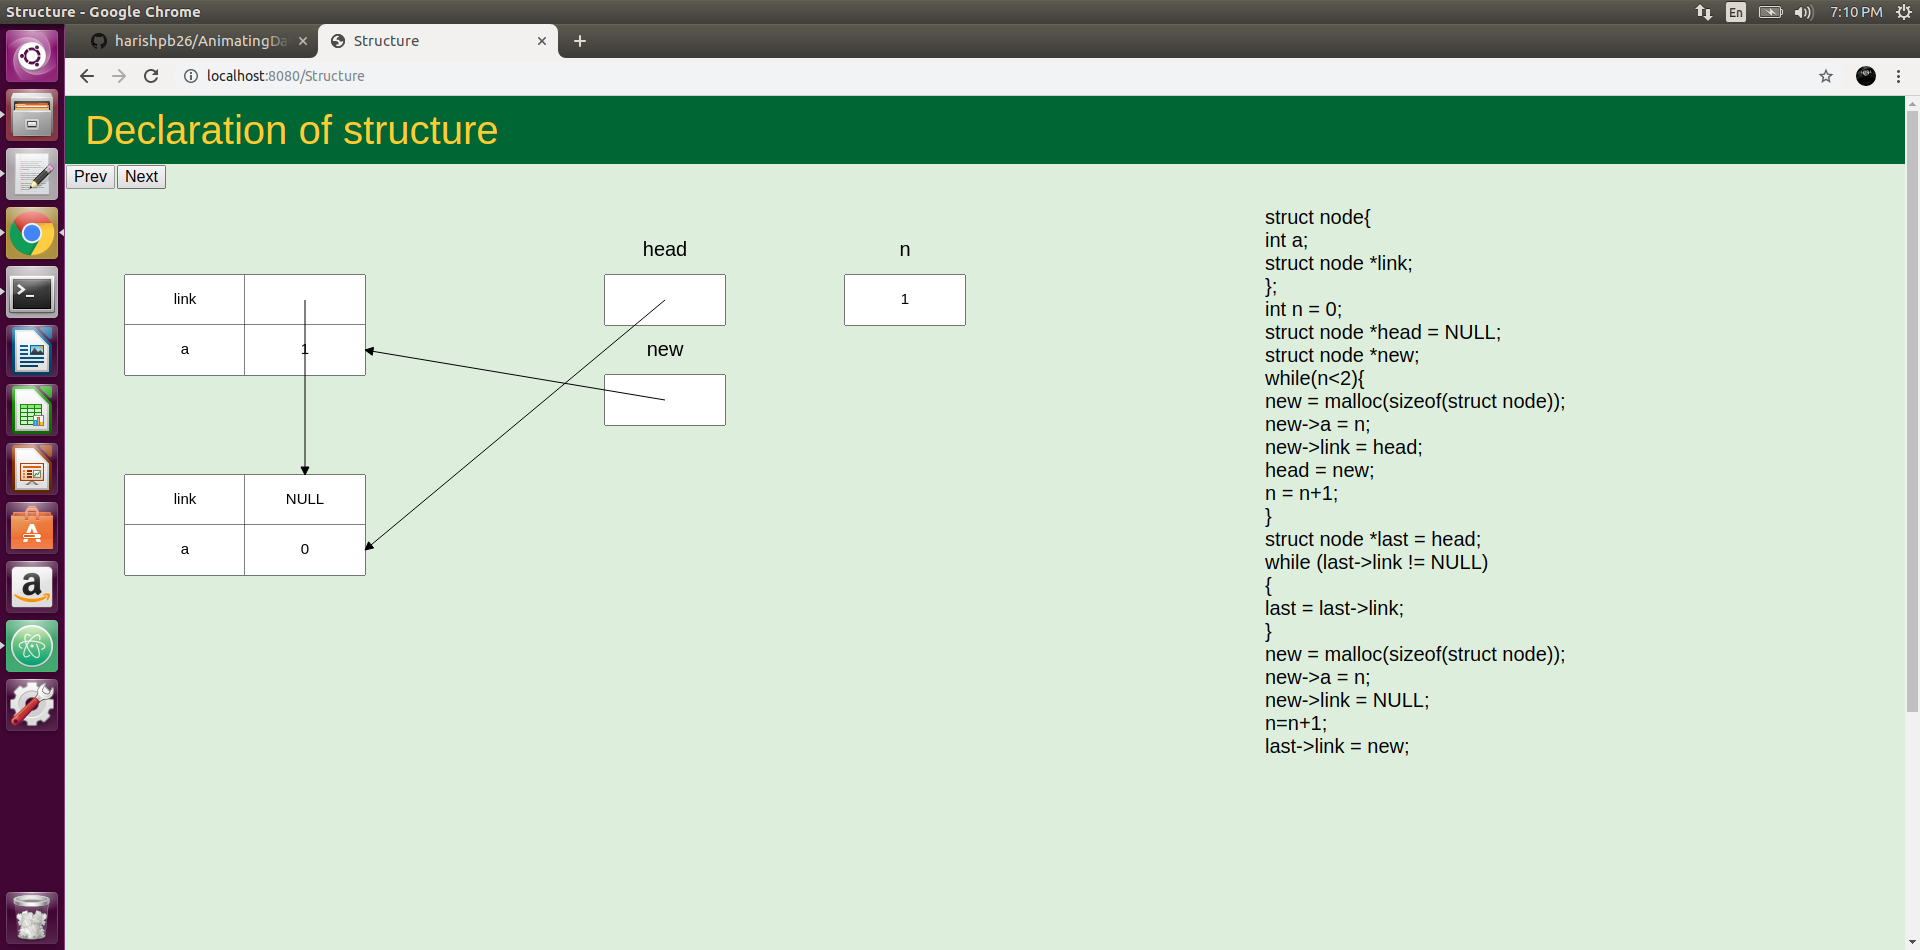 Structure - Google Chrome
En
7:10 PM
harishpb26/AnimatingDa
Structure
localhost:8080/Structure
Declaration of structure
Prev Next
head
n
link
1
a
1
new
link
NULL
a
0
struct node{
int a;
struct node *link;
};
int n = 0;
struct node *head = NULL;
struct node *new;
while(n<2){
new = malloc(sizeof(struct node));
new->a = n;
new->link = head;
head = new;
n = n+1;
}
struct node *last = head;
while (last->link != NULL)
{
last = last->link;
}
new = malloc(sizeof(struct node));
new->a = n;
new->link = NULL;
n=n+1;
last->link = new;